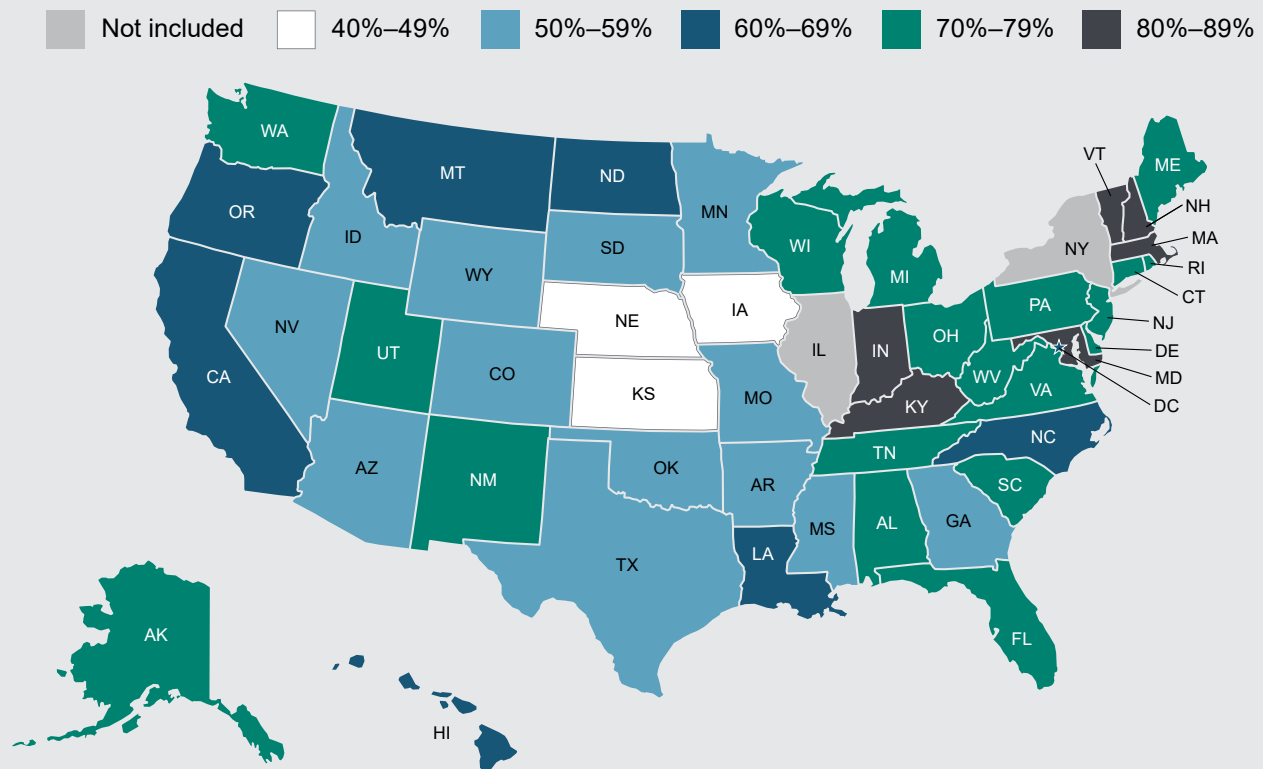 Not included 40%–49% 50%–59% 60%–69% 70%–79% 80%–89%
WA
MT
ND
MN
VT
ME
OR
ID
SD
WI
NH
WY
MI
NY
MA
RI
CT
NV
UT
NE
IA
PA
NJ
CA
CO
KS
MO
IL
IN
OH
WV
VA
DE
MD
DC
KY
NC
AZ
NM
OK
AR
TN
SC
TX
LA
MS
AL
GA
FL
AK
HI